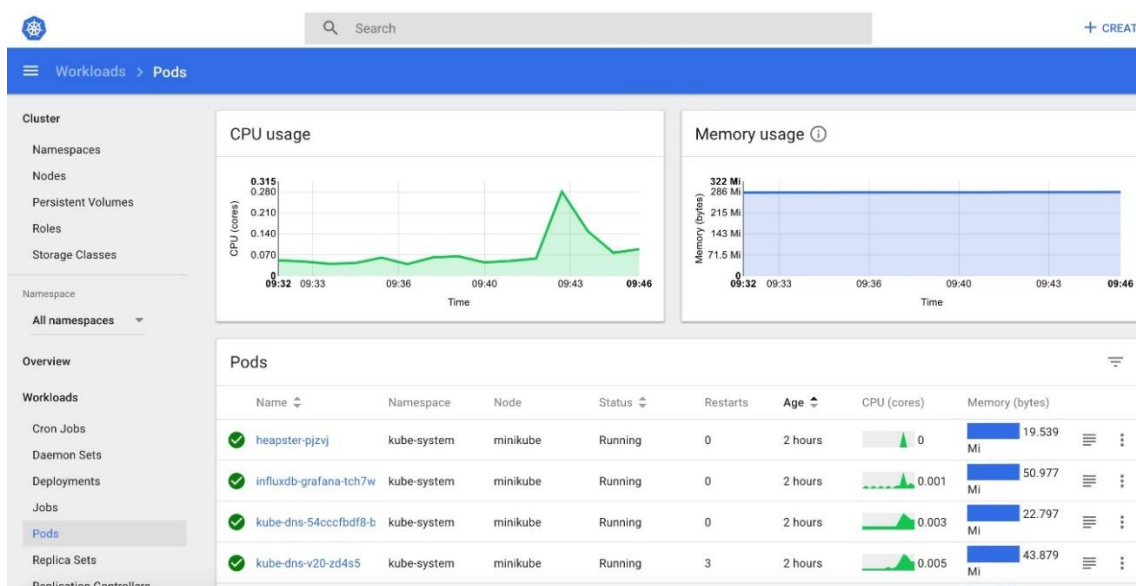 Search
+ CREAT
Workloads > Pods
Cluster
Namespaces
Nodes
Persistent Volumes
Roles
Storage Classes
Namespace
All namespaces
Overview
Workloads
Cron Jobs
Daemon Sets
Deployments
Jobs
Pods
Replica Sets
Replication Controllers
CPU usage
CPU (cores)
0.315
0.280
0.210
0.140
0.070
0
09:32 09:33 09:36 09:40 09:43 09:46
Time
Memory usage
Memory (bytes)
322 Mi
286 Mi
215 Mi
143 Mi
71.5 Mi
0
09:32 09:33 09:36 09:40 09:43 09:46
Time
Pods
Name Namespace Node Status Restarts Age CPU (cores) Memory (bytes)
heapster-pjzvj kube-system minikube Running 0 2 hours 0 19.539
Mi
influxdb-grafana-tch7w kube-system minikube Running 0 2 hours 0.001 50.977
Mi
kube-dns-54cccfbdf8-b kube-system minikube Running 0 2 hours 0.003 22.797
Mi
kube-dns-v20-zd4s5 kube-system minikube Running 3 2 hours 0.005 43.879
Mi